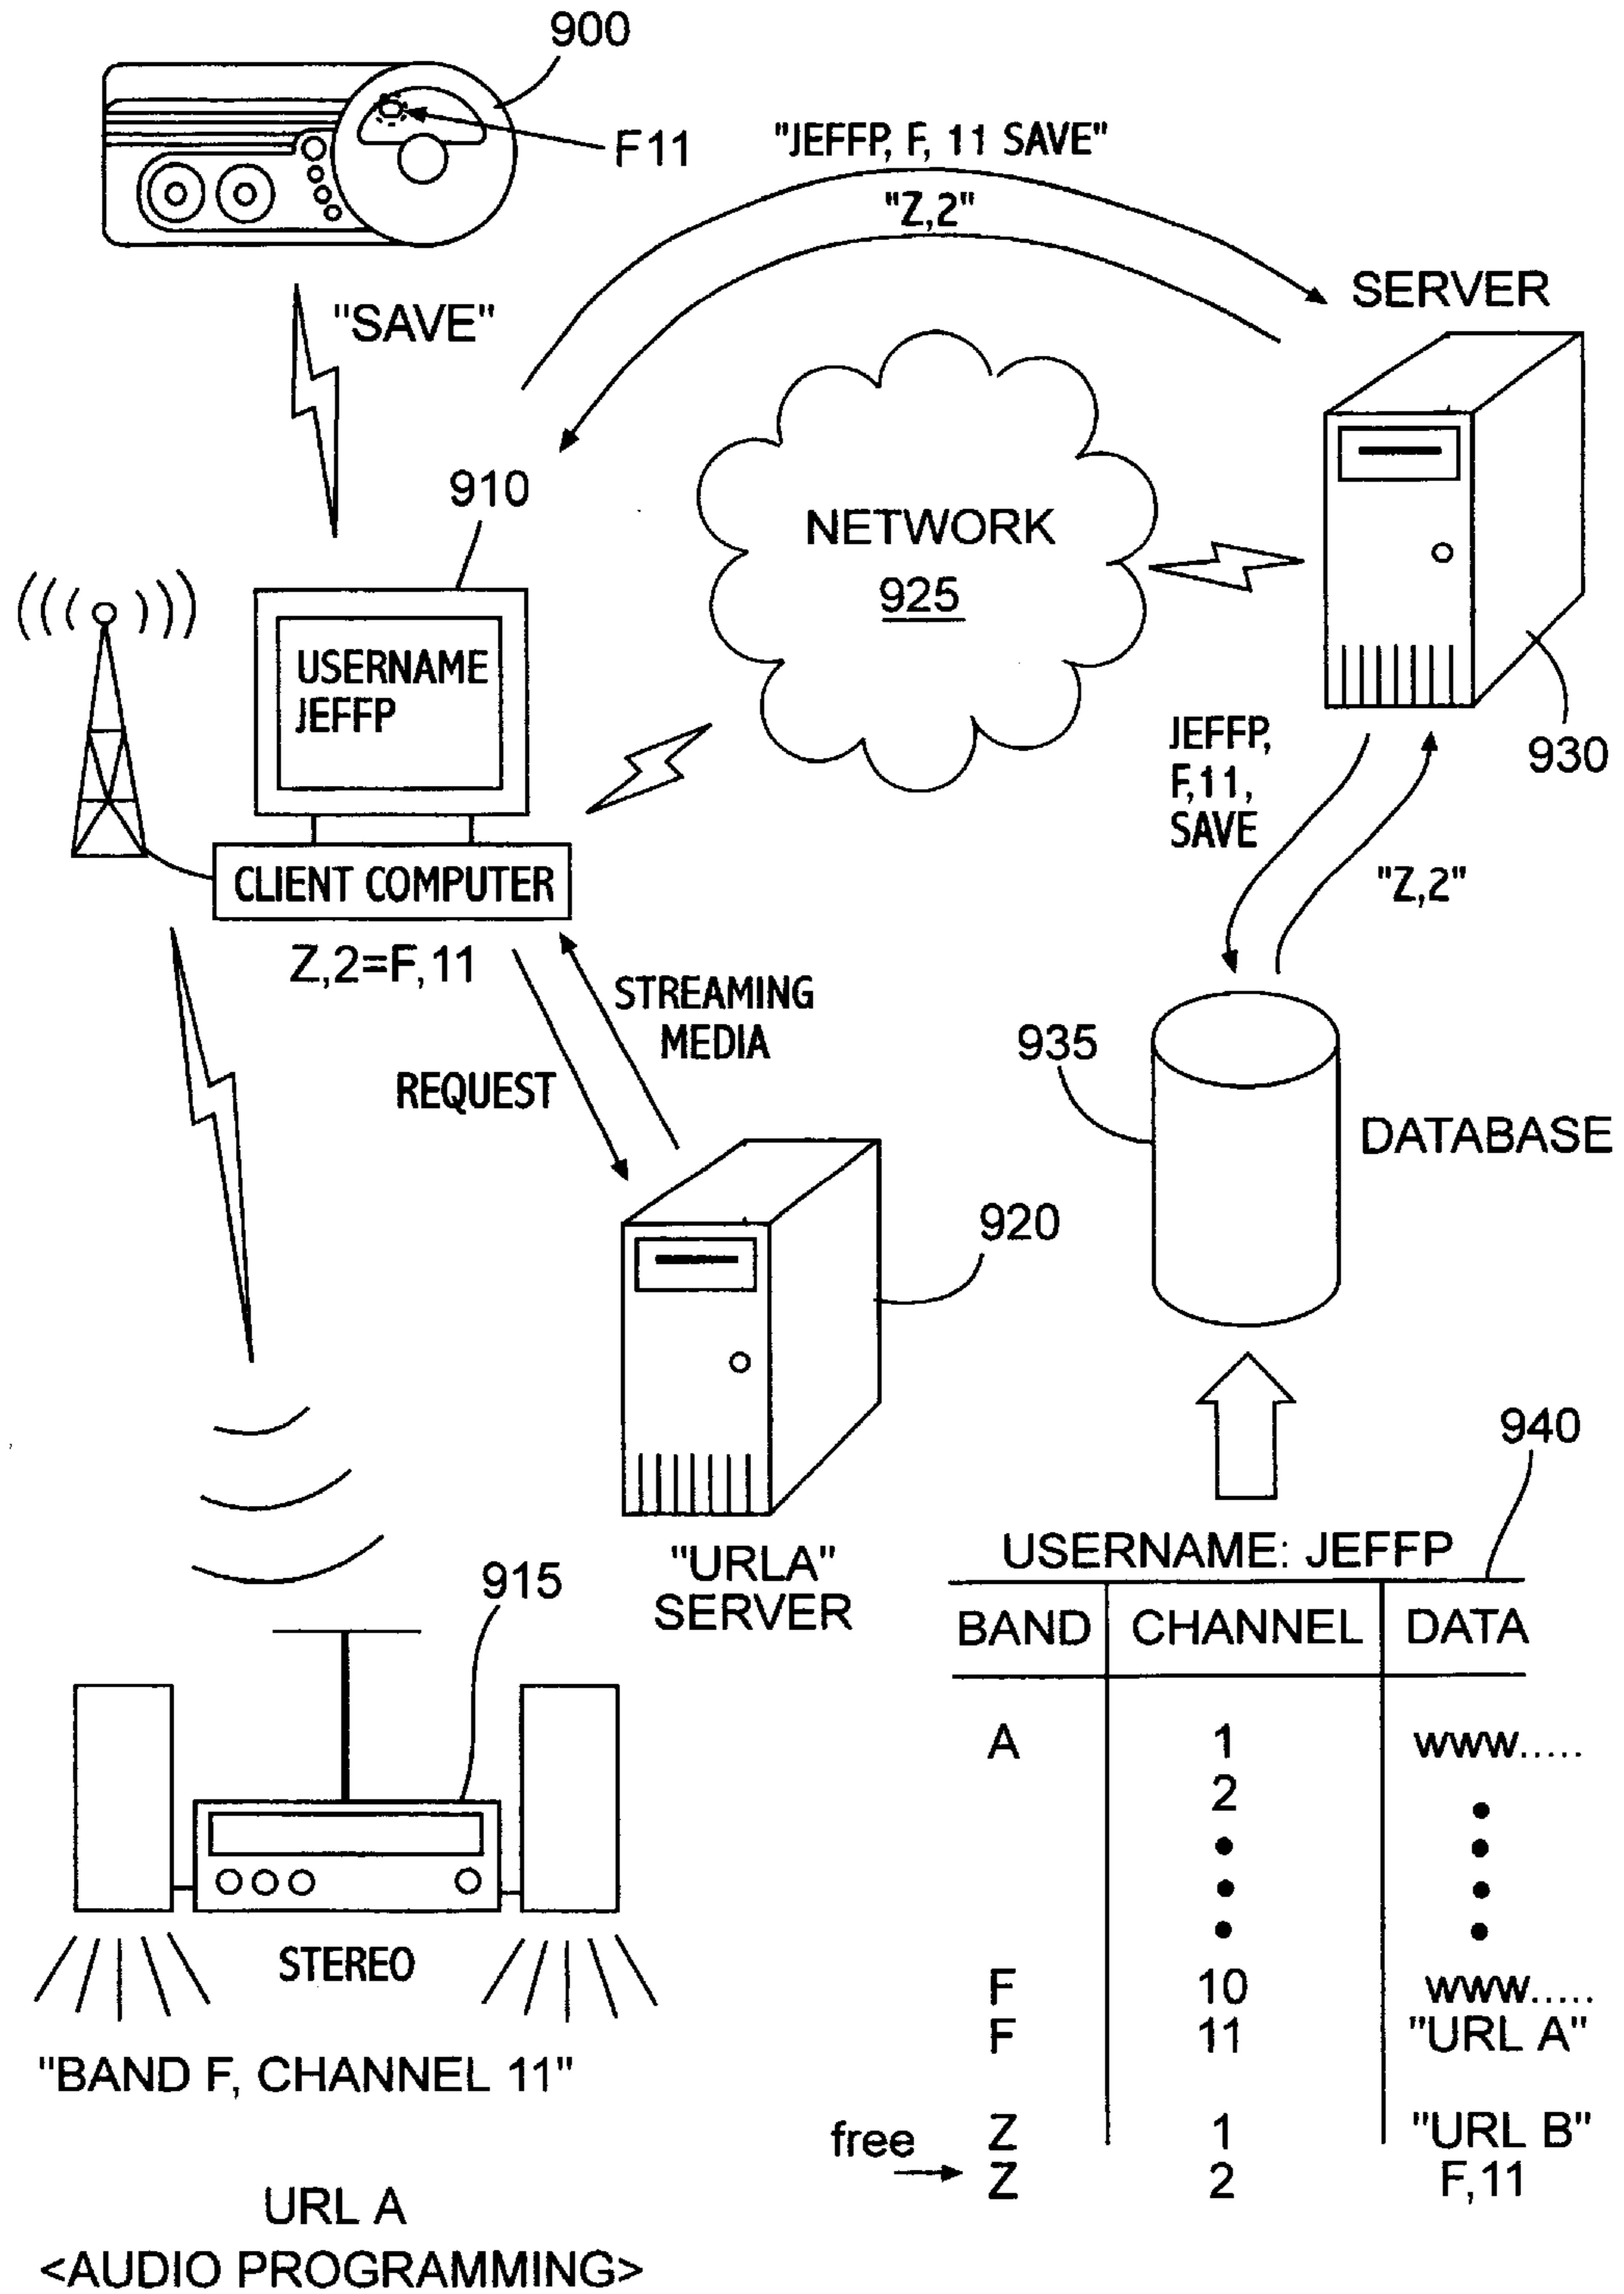 900
F11
"JEFFP, F, 11 SAVE"
"Z,2"
SERVER
"SAVE"
910
NETWORK
925
USERNAME
JEFFP
930
JEFFP,
F,11,
SAVE
"Z,2"
CLIENT COMPUTER
Z,2=F,11
STREAMING
MEDIA
REQUEST
935
DATABASE
920
940
"URLA"
SERVER
915
USERNAME: JEFFP
BAND CHANNEL DATA
A 1 www.....
2
F 10 www.....
F 11 "URL A"
Z 1 "URL B"
free
Z 2 F,11
STEREO
"BAND F, CHANNEL 11"
URL A
<AUDIO PROGRAMMING>